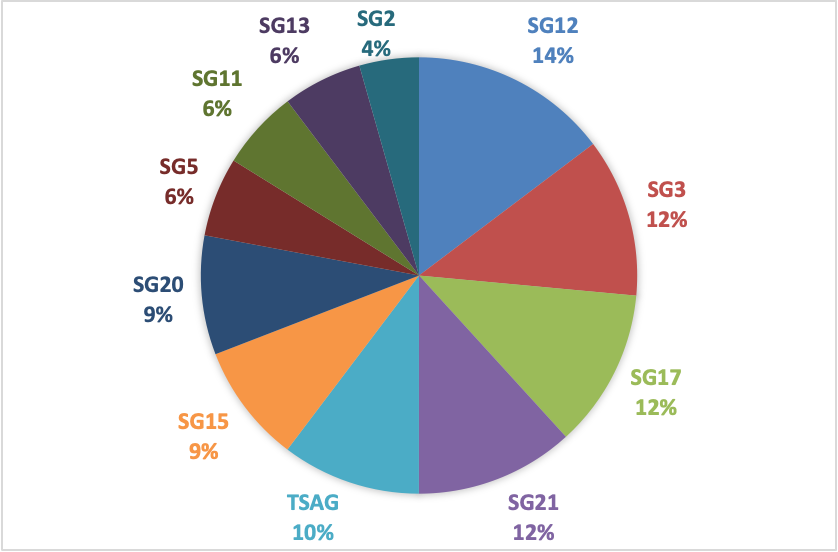 SG12
14%
SG3
12%
SG17
12%
SG21
12%
TSAG
10%
SG15
9%
SG20
9%
SG5
6%
SG11
6%
SG13
6%
SG2
4%